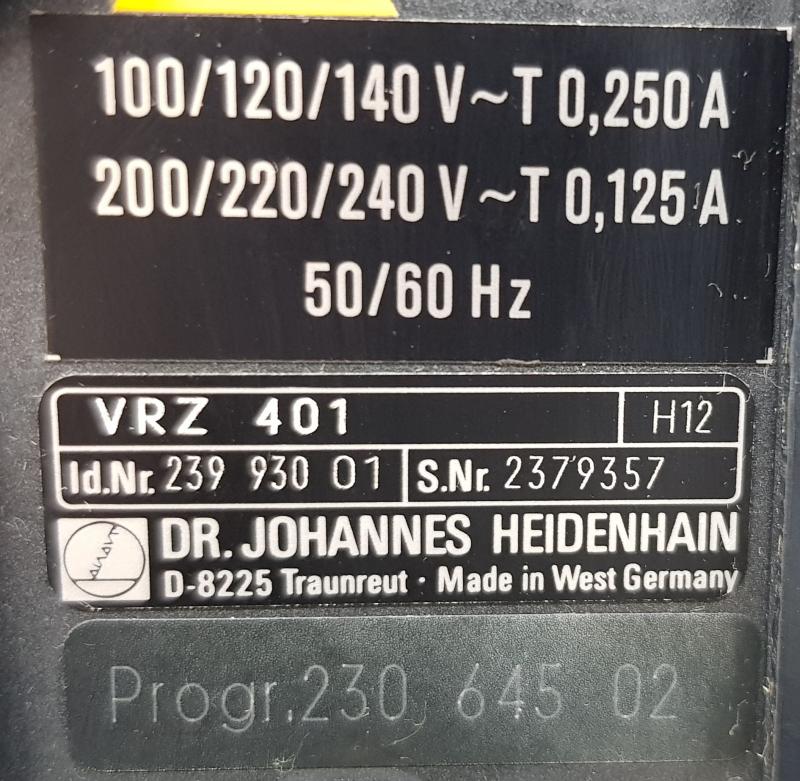 100/120/140 V ~ T 0,250 A
200/220/240 V ~ T 0,125 A
50/60 Hz
VRZ 401 H12
Id.Nr. 239 930 01 S.Nr. 2379357
DR. JOHANNES HEIDENHAIN
D-8225 Traunreut · Made in West Germany
Progr. 230 645 02